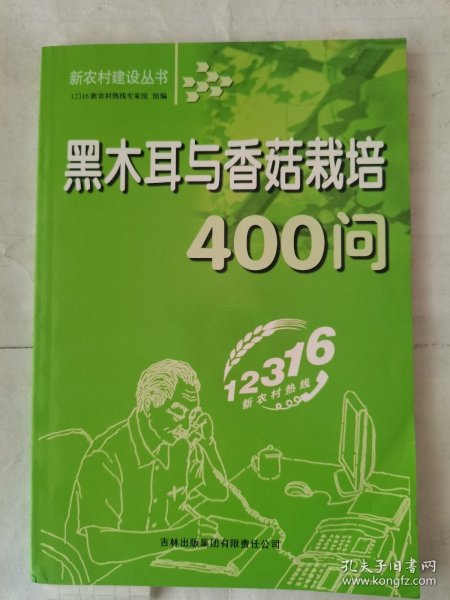 新农村建设丛书
12316新农村热线专家组 组编
黑木耳与香菇栽培
400问
12316
新农村热线
吉林出版集团有限责任公司
孔夫子旧书网
www.kongfz.com